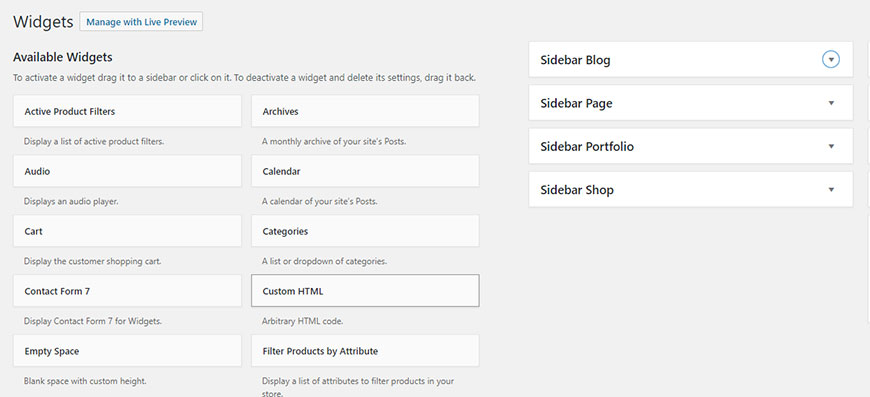 Widgets Manage with Live Preview
Available Widgets
To activate a widget drag it to a sidebar or click on it. To deactivate a widget and delete its settings, drag it back.
Active Product Filters
Display a list of active product filters.
Archives
A monthly archive of your site's Posts.
Audio
Displays an audio player.
Calendar
A calendar of your site's Posts.
Cart
Display the customer shopping cart.
Categories
A list or dropdown of categories.
Contact Form 7
Display Contact Form 7 for Widgets.
Custom HTML
Arbitrary HTML code.
Empty Space
Blank space with custom height.
Filter Products by Attribute
Display a list of attributes to filter products in your
store.
Sidebar Blog
Sidebar Page
Sidebar Portfolio
Sidebar Shop